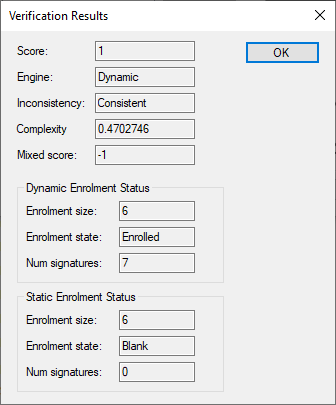 Verification Results
Score: 1
OK
Engine: Dynamic
Inconsistency: Consistent
Complexity 0.4702746
Mixed score: -1
Dynamic Enrolment Status
Enrolment size: 6
Enrolment state: Enrolled
Num signatures: 7
Static Enrolment Status
Enrolment size: 6
Enrolment state: Blank
Num signatures: 0